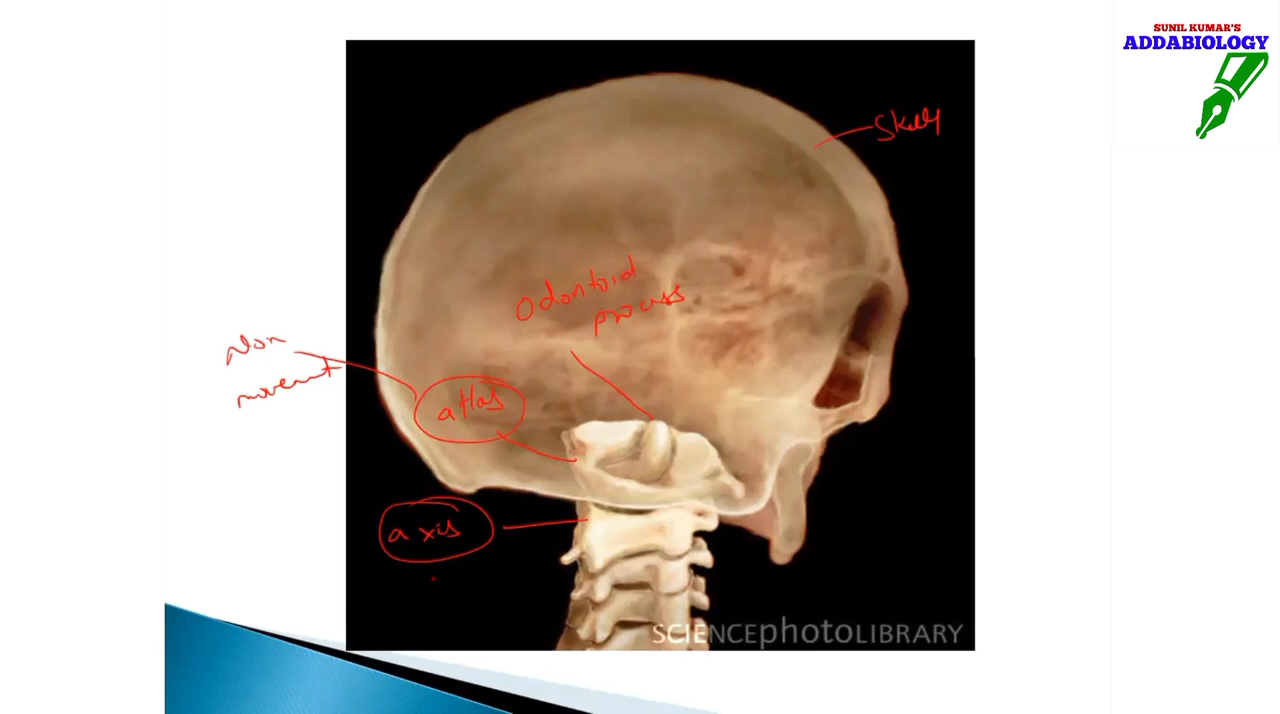 SUNIL KUMAR'S
ADDABIOLOGY
Skull
Odontoid
process
Non
movement
atlas
axis
SCIENCEphotoLIBRARY